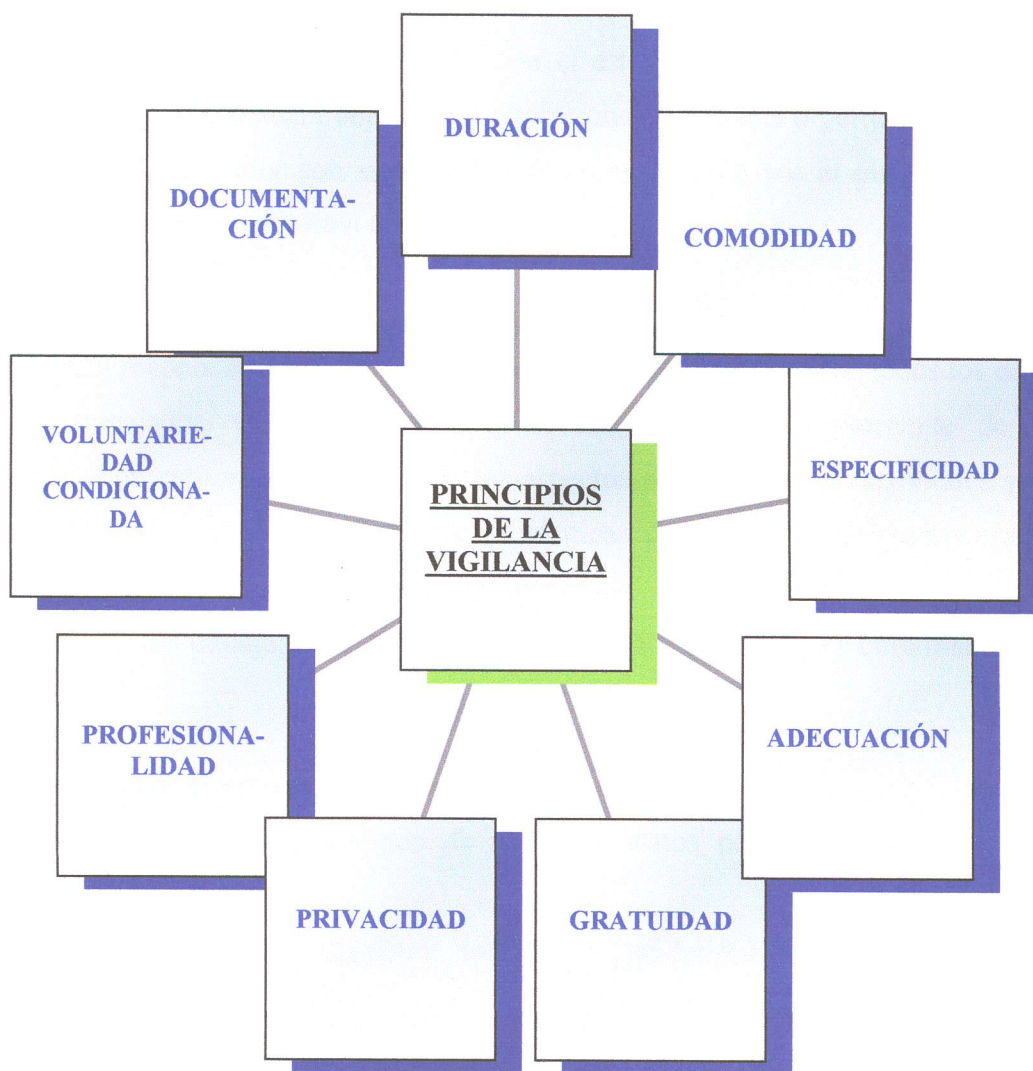 DURACIÓN
COMODIDAD
ESPECIFICIDAD
ADECUACIÓN
GRATUIDAD
PRIVACIDAD
PROFESIONA-
LIDAD
VOLUNTARIE-
DAD
CONDICIONA-
DA
DOCUMENTA-
CIÓN
PRINCIPIOS
DE LA
VIGILANCIA